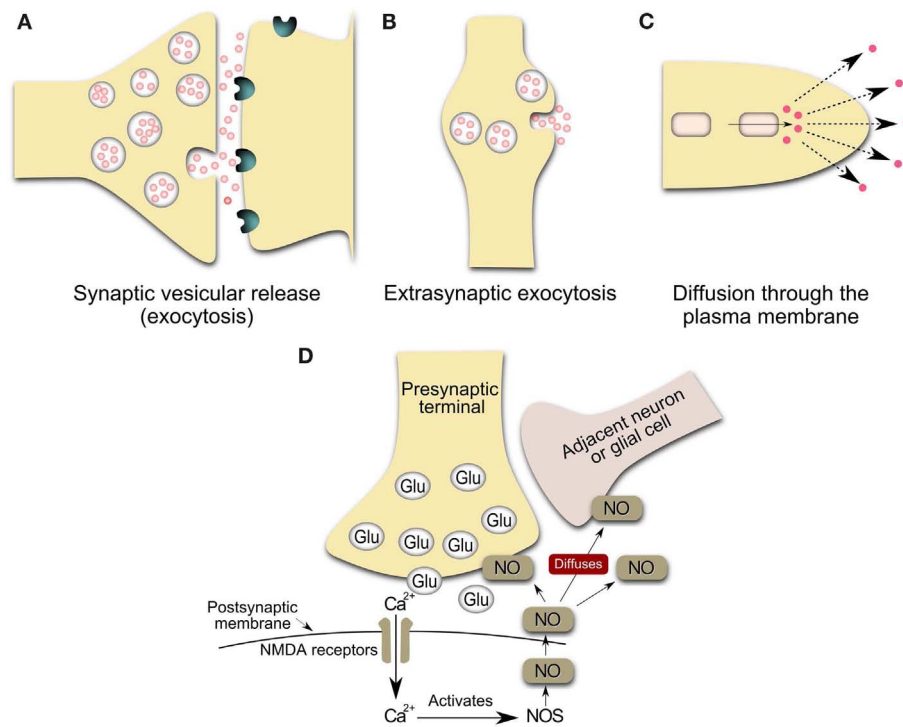 A
B
C
Synaptic vesicular release
(exocytosis)
Extrasynaptic exocytosis
Diffusion through the
plasma membrane
D
Presynaptic
terminal
Adjacent neuron
or glial cell
Glu
Glu
Glu
Glu
Glu
Glu
Glu
Glu
NO
NO
Diffuses
NO
NO
NO
Ca2+
Postsynaptic
membrane
NMDA receptors
Ca2+
Activates
NOS